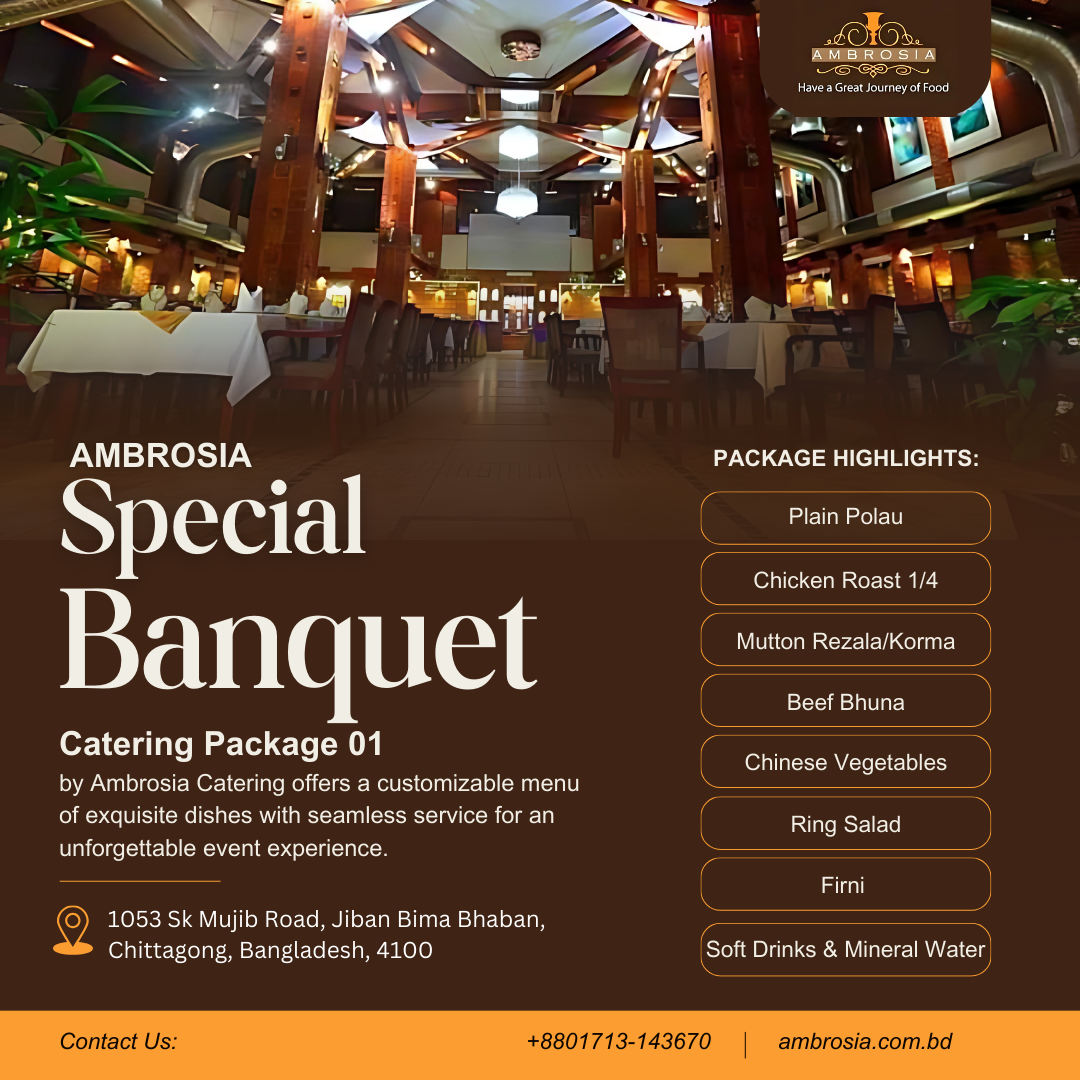 AMBROSIA
Have a Great Journey of Food
AMBROSIA
Special
Banquet
Catering Package 01
by Ambrosia Catering offers a customizable menu
of exquisite dishes with seamless service for an
unforgettable event experience.
1053 Sk Mujib Road, Jiban Bima Bhaban,
Chittagong, Bangladesh, 4100
PACKAGE HIGHLIGHTS:
Plain Polau
Chicken Roast 1/4
Mutton Rezala/Korma
Beef Bhuna
Chinese Vegetables
Ring Salad
Firni
Soft Drinks & Mineral Water
Contact Us:
+8801713-143670 | ambrosia.com.bd